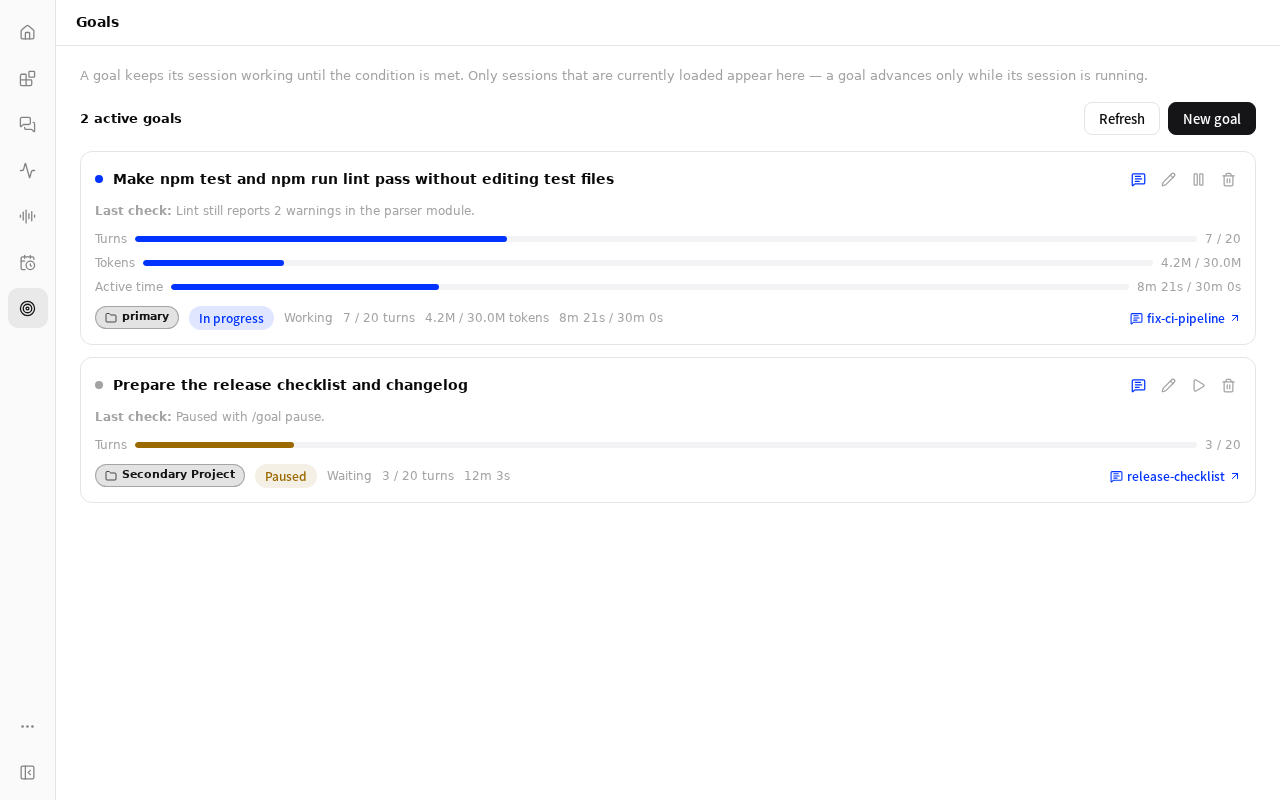 Goals
A goal keeps its session working until the condition is met. Only sessions that are currently loaded appear here — a goal advances only while its session is running.
2 active goals
Refresh
New goal
Make npm test and npm run lint pass without editing test files
Last check: Lint still reports 2 warnings in the parser module.
Turns 7 / 20
Tokens 4.2M / 30.0M
Active time 8m 21s / 30m 0s
primary In progress Working 7 / 20 turns 4.2M / 30.0M tokens 8m 21s / 30m 0s fix-ci-pipeline
Prepare the release checklist and changelog
Last check: Paused with /goal pause.
Turns 3 / 20
Secondary Project Paused Waiting 3 / 20 turns 12m 3s release-checklist